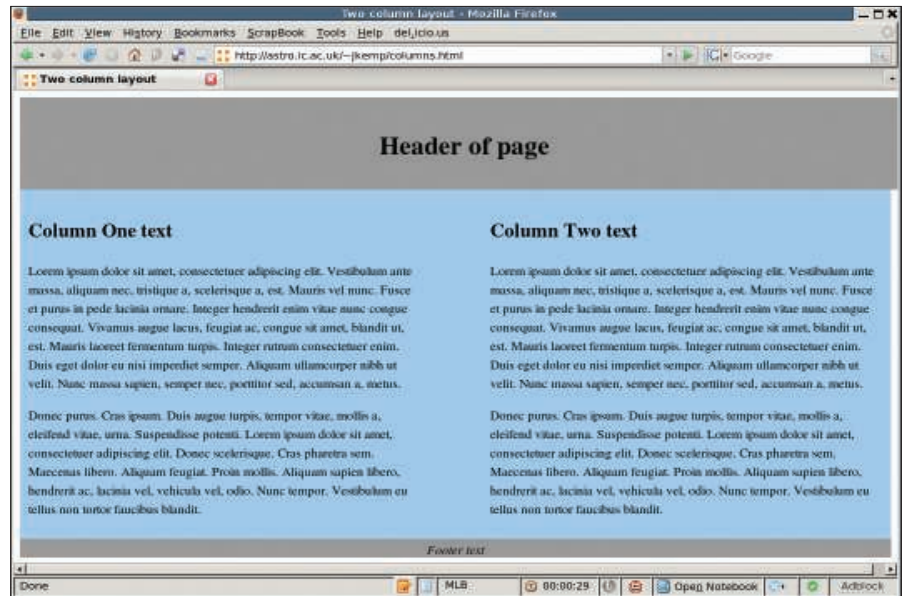 Two column layout - Mozilla Firefox
File Edit View History Bookmarks ScrapBook Tools Help del.icio.us
http://astro.ic.ac.uk/~jkemp/columns.html
Google
Two column layout
Header of page
Column One text
Lorem ipsum dolor sit amet, consectetuer adipiscing elit. Vestibulum ante
massa, aliquam nec, tristique a, scelerisque a, est. Mauris vel nunc. Fusce
et purus in pede lacinia ornare. Integer hendrerit enim vitae nunc congue
consequat. Vivamus augue lacus, feugiat ac, congue sit amet, blandit ut,
est. Mauris laoreet fermentum turpis. Integer rutrum consectetuer enim.
Duis eget dolor eu nisi imperdiet semper. Aliquam ullamcorper nibh ut
velit. Nunc massa sapien, semper nec, porttitor sed, accumsan a, metus.
Donec purus. Cras ipsum. Duis augue turpis, tempor vitae, mollis a,
eleifend vitae, urna. Suspendisse potenti. Lorem ipsum dolor sit amet,
consectetuer adipiscing elit. Donec scelerisque. Cras pharetra sem.
Maecenas libero. Aliquam feugiat. Proin mollis. Aliquam sapien libero,
hendrerit ac, lacinia vel, vehicula vel, odio. Nunc tempor. Vestibulum eu
tellus non tortor faucibus blandit.
Column Two text
Lorem ipsum dolor sit amet, consectetuer adipiscing elit. Vestibulum ante
massa, aliquam nec, tristique a, scelerisque a, est. Mauris vel nunc. Fusce
et purus in pede lacinia ornare. Integer hendrerit enim vitae nunc congue
consequat. Vivamus augue lacus, feugiat ac, congue sit amet, blandit ut,
est. Mauris laoreet fermentum turpis. Integer rutrum consectetuer enim.
Duis eget dolor eu nisi imperdiet semper. Aliquam ullamcorper nibh ut
velit. Nunc massa sapien, semper nec, porttitor sed, accumsan a, metus.
Donec purus. Cras ipsum. Duis augue turpis, tempor vitae, mollis a,
eleifend vitae, urna. Suspendisse potenti. Lorem ipsum dolor sit amet,
consectetuer adipiscing elit. Donec scelerisque. Cras pharetra sem.
Maecenas libero. Aliquam feugiat. Proin mollis. Aliquam sapien libero,
hendrerit ac, lacinia vel, vehicula vel, odio. Nunc tempor. Vestibulum eu
tellus non tortor faucibus blandit.
Footer text
Done MLB 00:00:29 Open Notebook Adblock